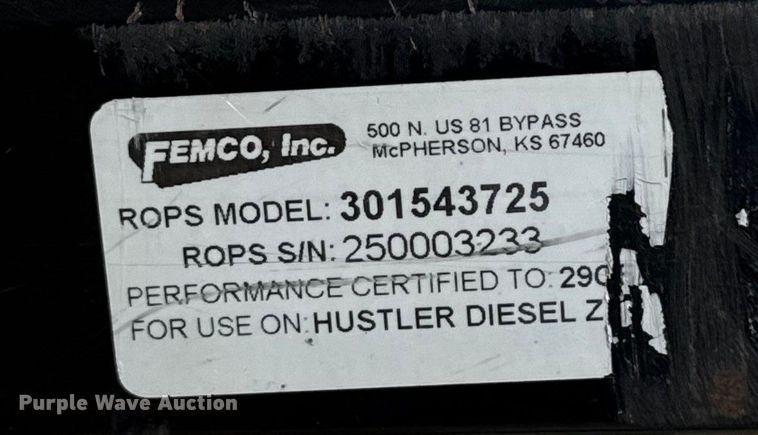 FEMCO, Inc.
500 N. US 81 BYPASS
McPHERSON, KS 67460
ROPS MODEL: 301543725
ROPS S/N: 250003233
PERFORMANCE CERTIFIED TO:
FOR USE ON: HUSTLER DIESEL Z
Purple Wave Auction